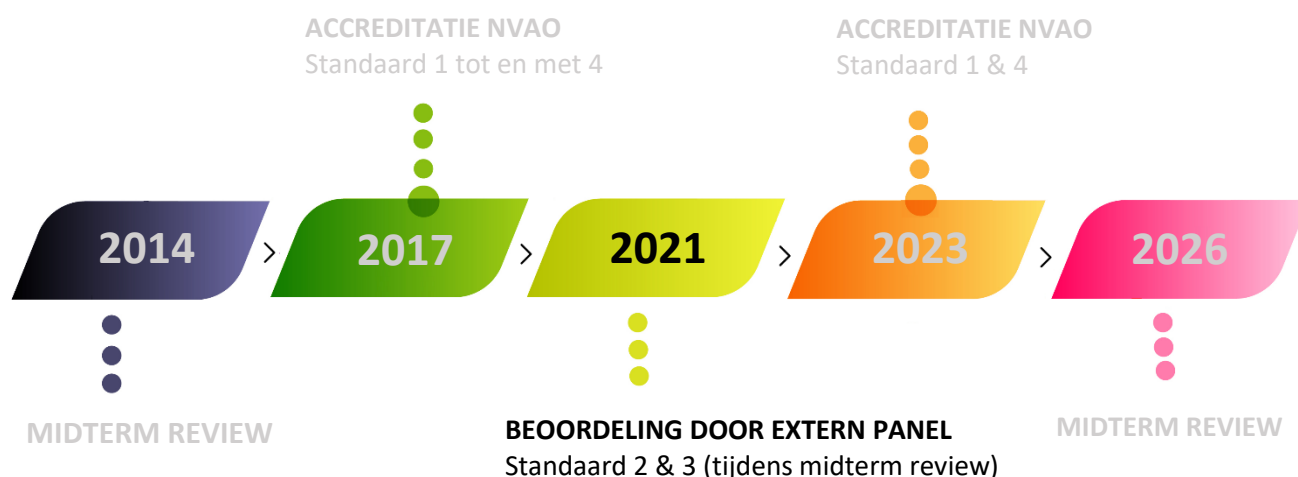 ACCREDITATIE NVAO
Standaard 1 tot en met 4
ACCREDITATIE NVAO
Standaard 1 & 4
2014
2017
2021
2023
2026
MIDTERM REVIEW
BEOORDELING DOOR EXTERN PANEL
Standaard 2 & 3 (tijdens midterm review)
MIDTERM REVIEW